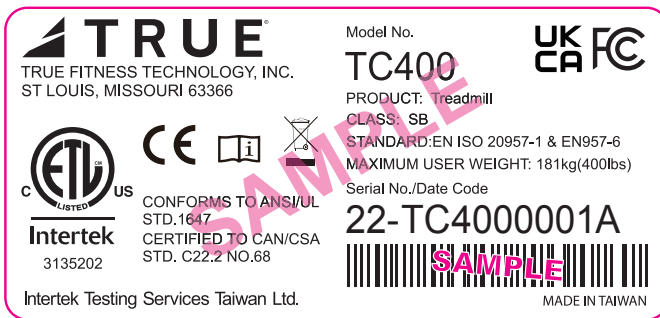 TRUE
TRUE FITNESS TECHNOLOGY, INC.
ST LOUIS, MISSOURI 63366
C ETL CM LISTED US
Intertek
3135202
CE
CONFORMS TO ANSI/UL
STD.1647
CERTIFIED TO CAN/CSA
STD. C22.2 NO.68
Intertek Testing Services Taiwan Ltd.
Model No.
TC400
UK
CA
FC
PRODUCT: Treadmill
CLASS: SB
STANDARD:EN ISO 20957-1 & EN957-6
MAXIMUM USER WEIGHT: 181kg(400lbs)
Serial No./Date Code
22-TC4000001A
SAMPLE
SAMPLE
MADE IN TAIWAN